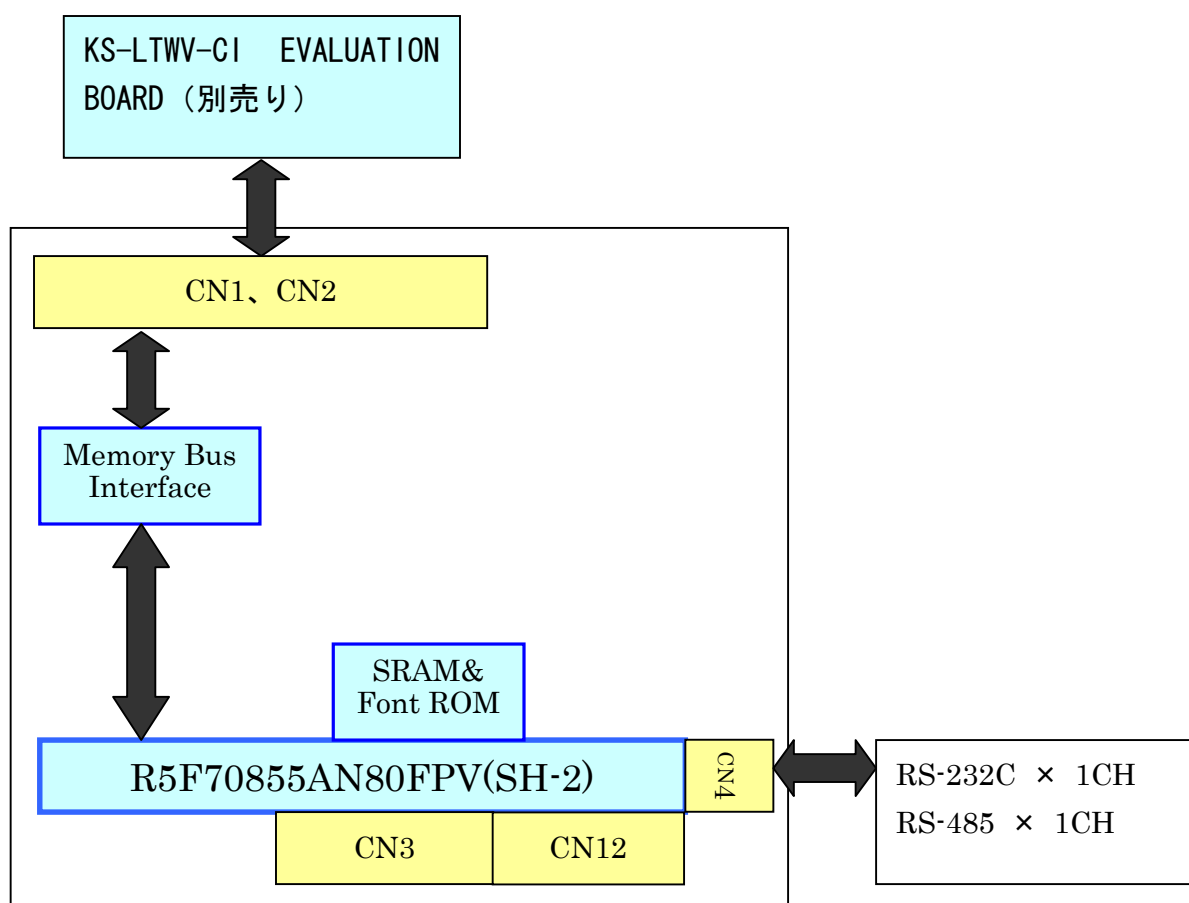 KS-LTWV-CI EVALUATION
BOARD（別売り）
CN1、CN2
Memory Bus
Interface
SRAM&
Font ROM
R5F70855AN80FPV(SH-2)
CN4
RS-232C × 1CH
RS-485 × 1CH
CN3
CN12